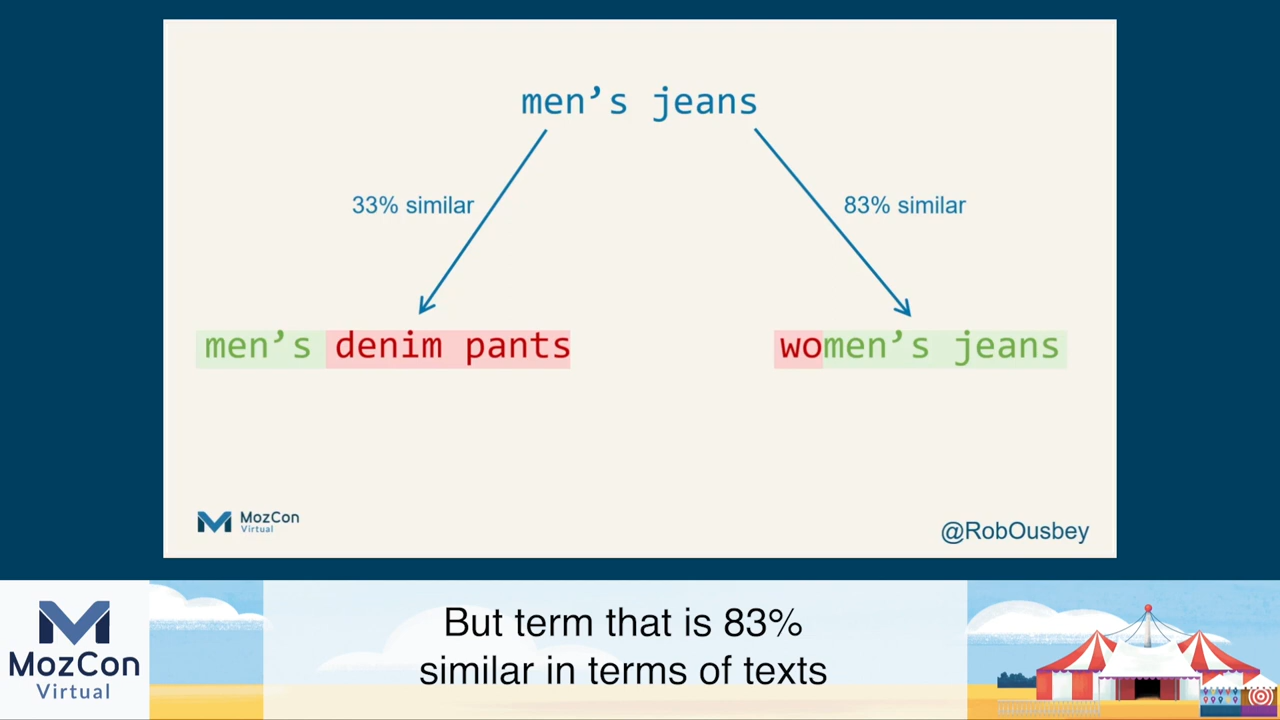 men’s jeans
33% similar
83% similar
men’s denim pants
women’s jeans
MozCon
Virtual
@RobOusbey
MozCon
Virtual
But term that is 83%
similar in terms of texts